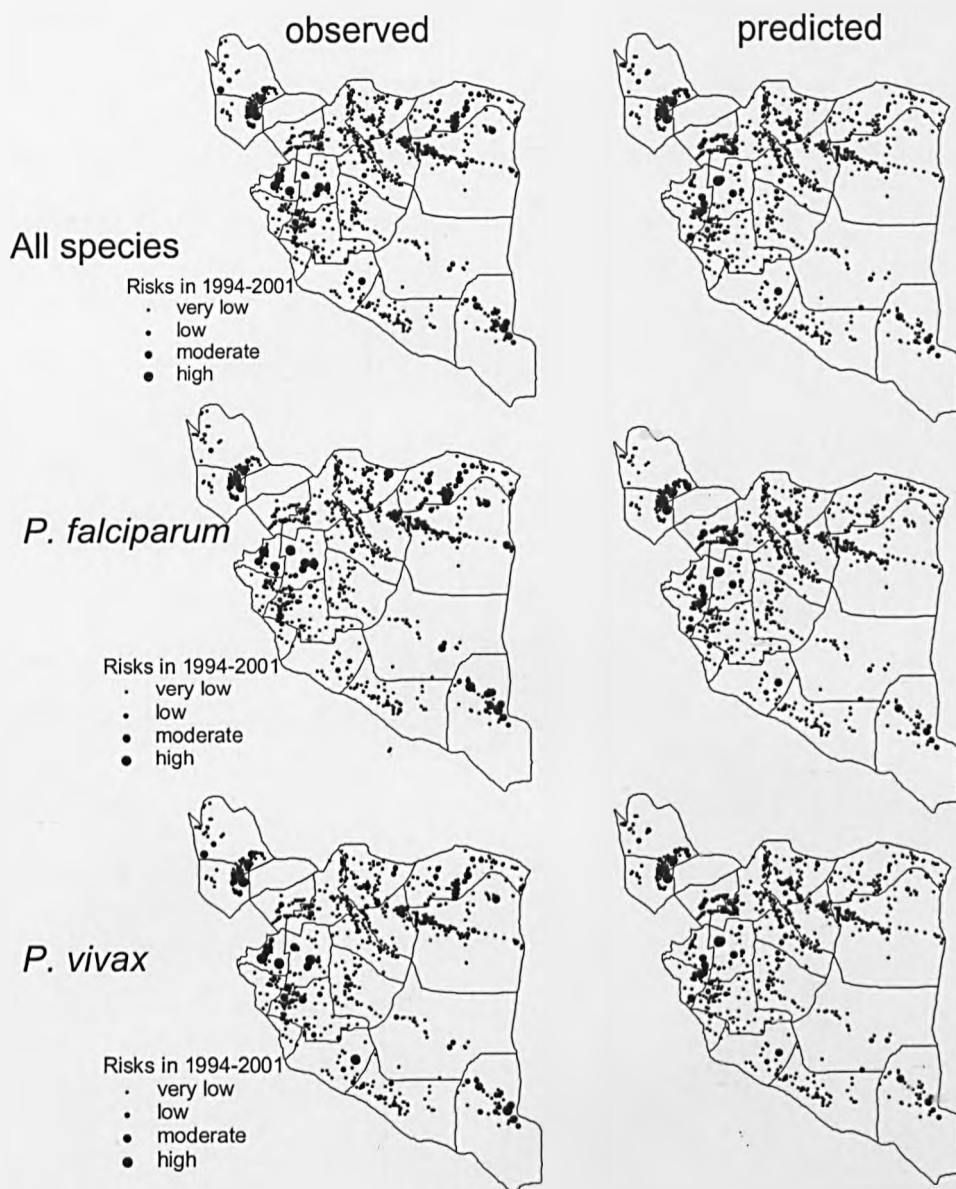 observed
predicted
All species
Risks in 1994-2001
very low
low
moderate
high
P. falciparum
Risks in 1994-2001
very low
low
moderate
high
P. vivax
Risks in 1994-2001
very low
low
moderate
high